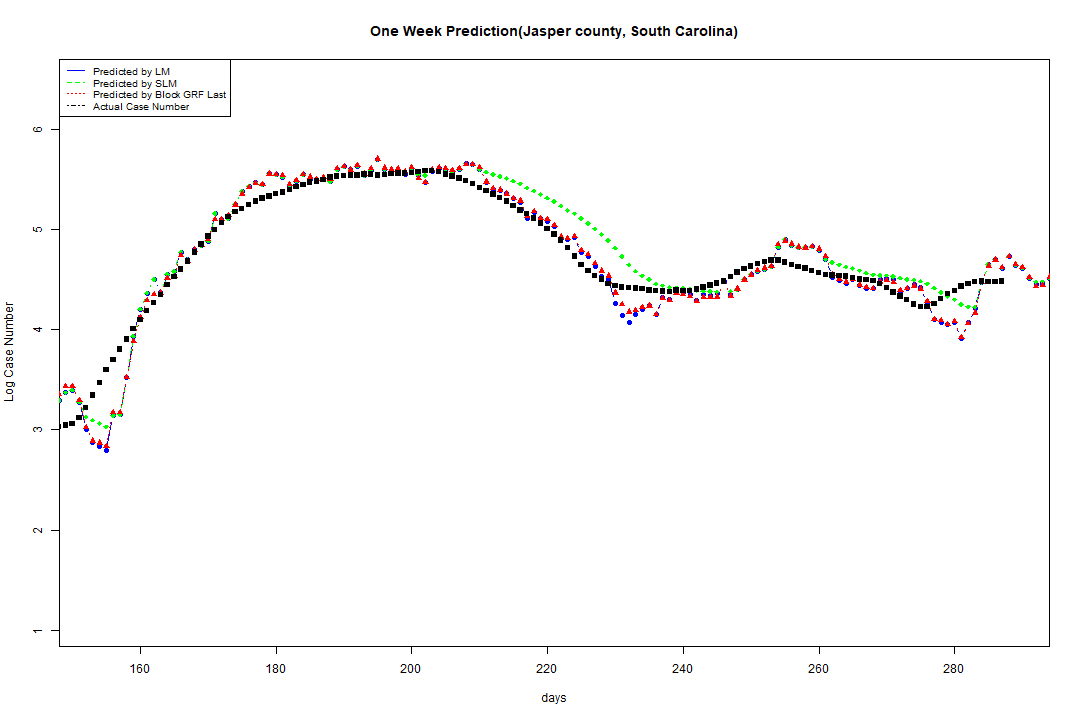 One Week Prediction(Jasper county, South Carolina)
Predicted by LM
Predicted by SLM
Predicted by Block GRF Last
Actual Case Number
6
5
4
3
2
1
Log Case Number
160 180 200 220 240 260 280
days